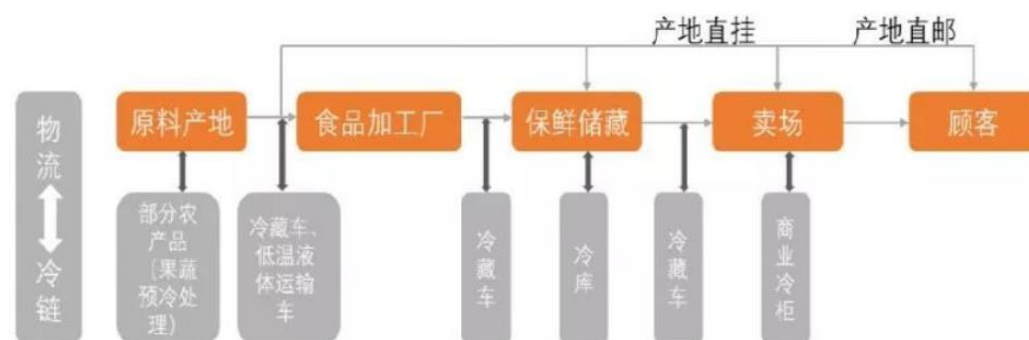 产地直挂
产地直邮
物流
冷链
原料产地
食品加工厂
保鲜储藏
卖场
顾客
部分农
产品
〔果蔬
预冷处
理）
冷藏车、
低温液
体运输
车
冷藏车
冷库
冷藏车
商业冷柜